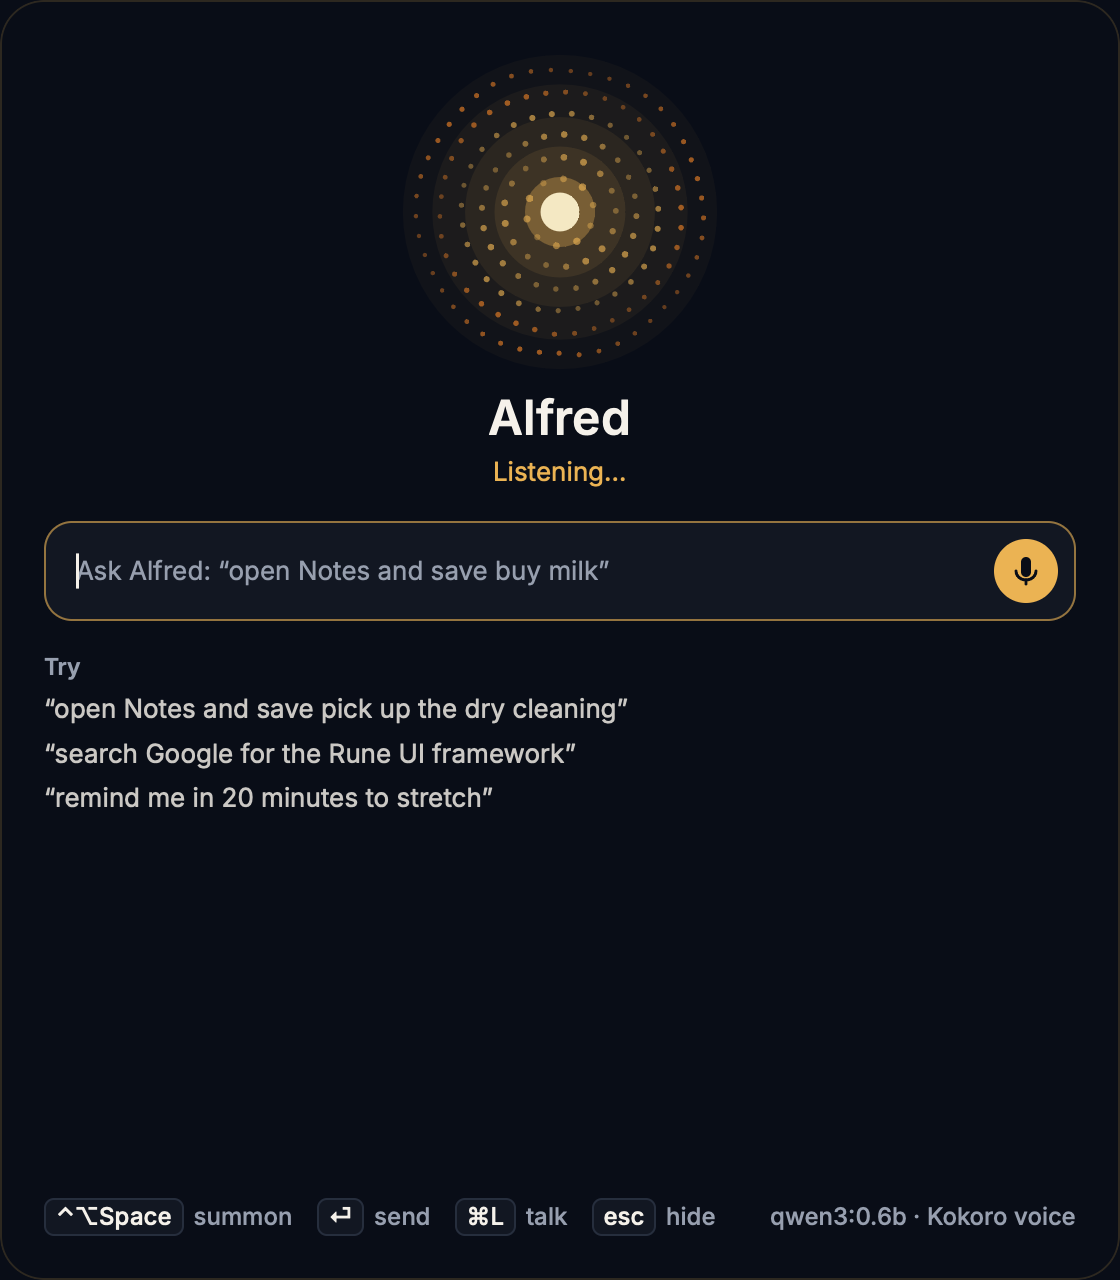 Alfred
Listening...
Ask Alfred: “open Notes and save buy milk”
Try
“open Notes and save pick up the dry cleaning”
“search Google for the Rune UI framework”
“remind me in 20 minutes to stretch”
⌃⌥Space summon ⏎ send ⌘L talk esc hide qwen3:0.6b · Kokoro voice